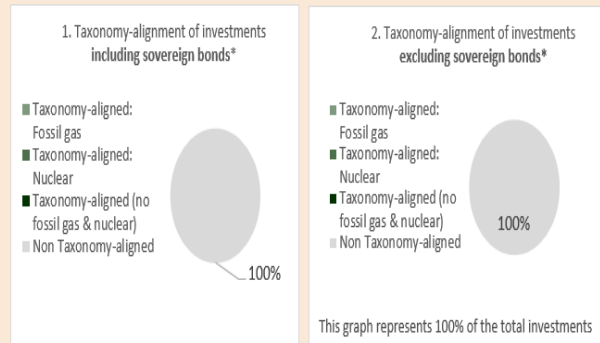 1. Taxonomy-alignment of investments
including sovereign bonds*
Taxonomy-aligned:
Fossil gas
Taxonomy-aligned:
Nuclear
Taxonomy-aligned (no
fossil gas & nuclear)
Non Taxonomy-aligned
100%
2. Taxonomy-alignment of investments
excluding sovereign bonds*
Taxonomy-aligned:
Fossil gas
Taxonomy-aligned:
Nuclear
Taxonomy-aligned (no
fossil gas & nuclear)
Non Taxonomy-aligned
100%
This graph represents 100% of the total investments